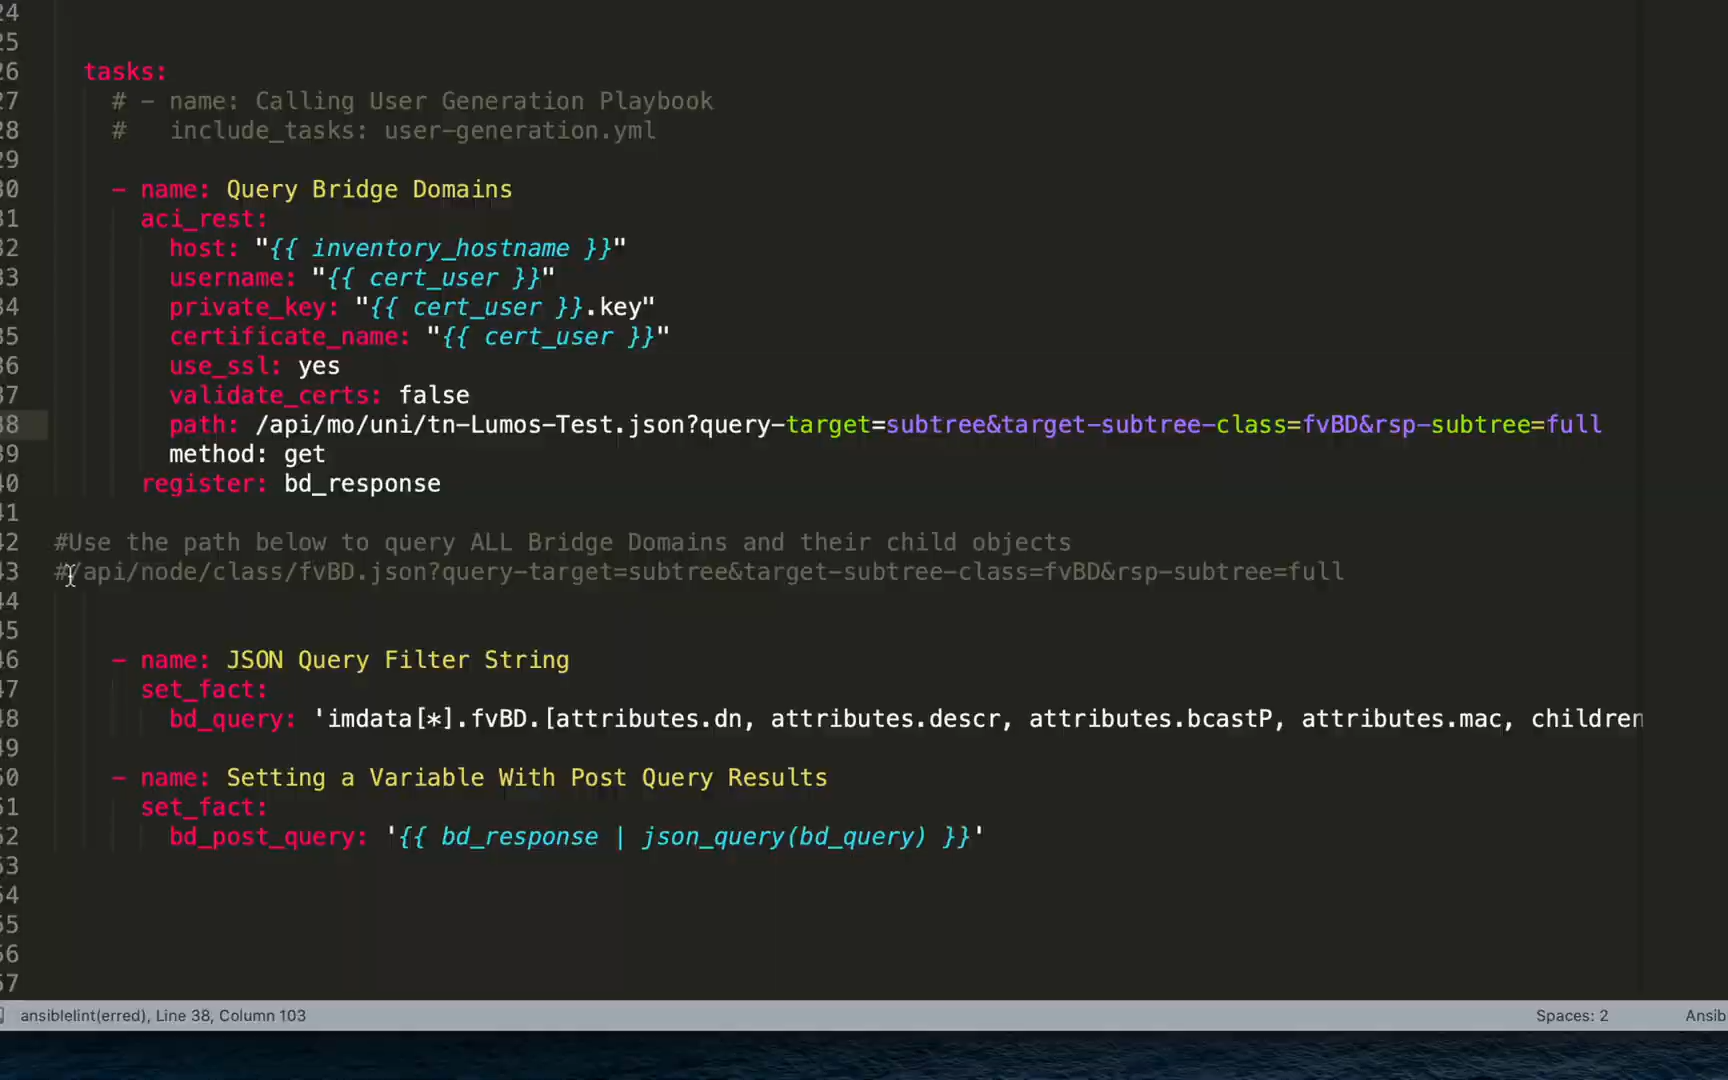 24
25
26 tasks:
27 # - name: Calling User Generation Playbook
28 #   include_tasks: user-generation.yml
29
30 - name: Query Bridge Domains
31 aci_rest:
32 host: "{{ inventory_hostname }}"
33 username: "{{ cert_user }}"
34 private_key: "{{ cert_user }}.key"
35 certificate_name: "{{ cert_user }}"
36 use_ssl: yes
37 validate_certs: false
38 path: /api/mo/uni/tn-Lumos-Test.json?query-target=subtree&target-subtree-class=fvBD&rsp-subtree=full
39 method: get
40 register: bd_response
41
42 #Use the path below to query ALL Bridge Domains and their child objects
43 #/api/node/class/fvBD.json?query-target=subtree&target-subtree-class=fvBD&rsp-subtree=full
44
45
46 - name: JSON Query Filter String
47 set_fact:
48 bd_query: 'imdata[*].fvBD.[attributes.dn, attributes.descr, attributes.bcastP, attributes.mac, children
49
50 - name: Setting a Variable With Post Query Results
51 set_fact:
52 bd_post_query: '{{ bd_response | json_query(bd_query) }}'
53
54
55
56
57
ansiblelint(erred), Line 38, Column 103 Spaces: 2 Ansib